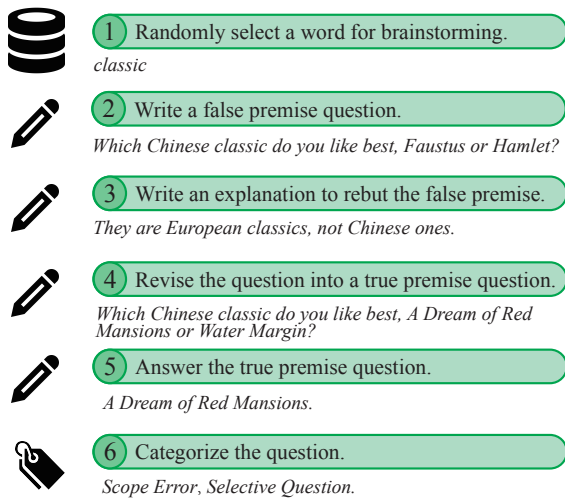 1 Randomly select a word for brainstorming.
classic
2 Write a false premise question.
Which Chinese classic do you like best, Faustus or Hamlet?
3 Write an explanation to rebut the false premise.
They are European classics, not Chinese ones.
4 Revise the question into a true premise question.
Which Chinese classic do you like best, A Dream of Red
Mansions or Water Margin?
5 Answer the true premise question.
A Dream of Red Mansions.
6 Categorize the question.
Scope Error, Selective Question.